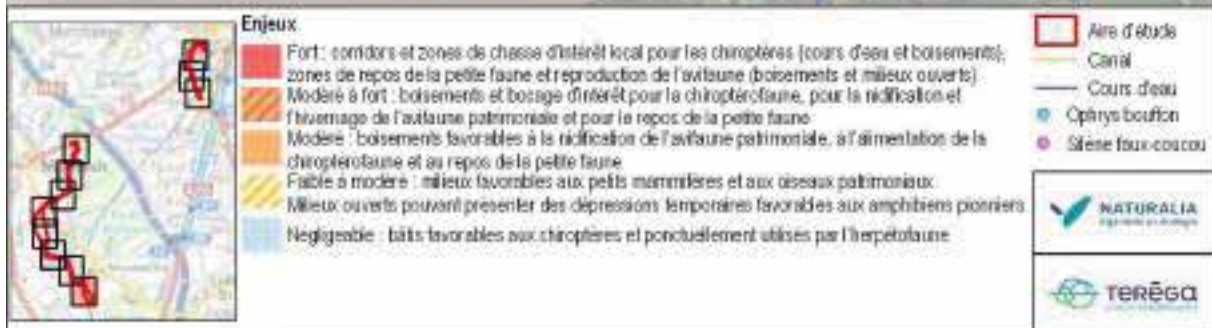 Enjeux
Fort : corridors et zones de chasse d'intérêt local pour les chiroptères (cours d'eau et boisements),
zones de repos de la petite faune et reproduction de l'avifaune (boisements et milieux ouverts)
Modéré à fort : boisements et bocage d'intérêt pour la chiroptérofaune, pour la nidification et
l'hivernage de l'avifaune patrimoniale et pour le repos de la petite faune
Modéré : boisements favorables à la nidification de l'avifaune patrimoniale, à l'alimentation de la
chiroptérofaune et au repos de la petite faune
Faible à modéré : milieux favorables aux petits mammifères et aux oiseaux patrimoniaux
Milieux ouverts pouvant présenter des dépressions temporaires favorables aux amphibiens pionniers
Négligeable : bâtis favorables aux chiroptères et ponctuellement utilisés par l'herpétofaune
Aire d'étude
Canal
Cours d'eau
Ophrys bouffon
Silène faux-coucou
NATURALIA
TERÉGA